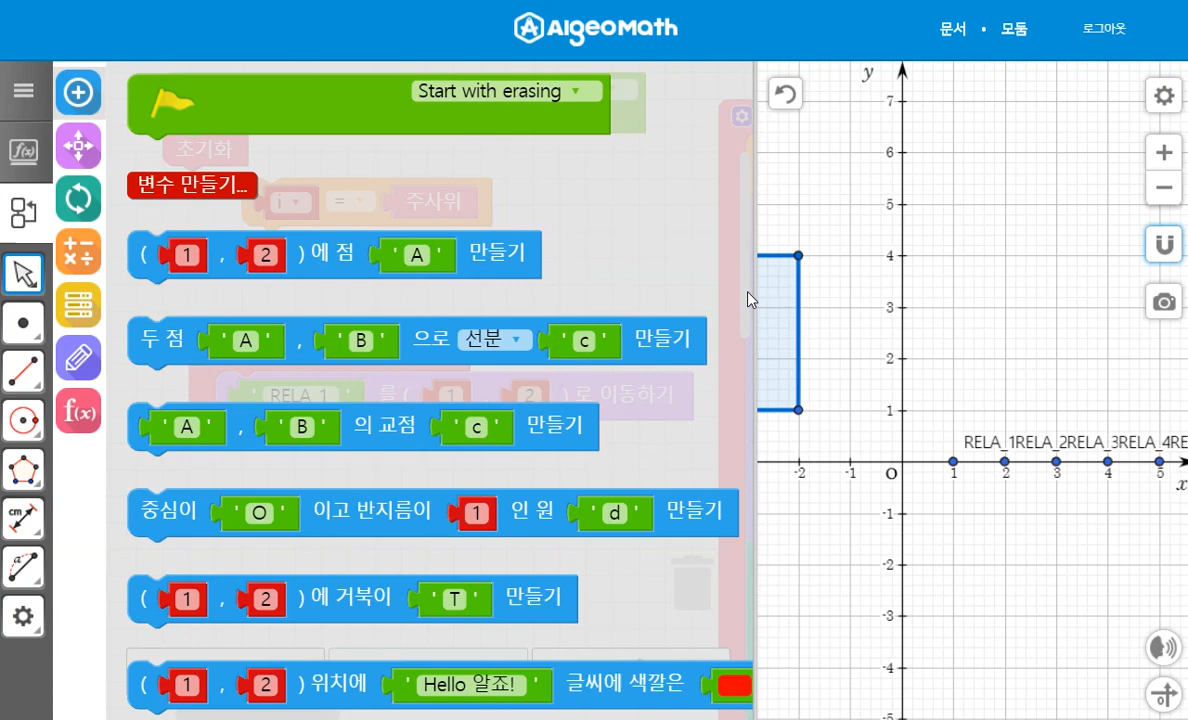 AlgeoMath
문서 • 모둠
로그아웃
Start with erasing
초기화
변수 만들기...
i = 주사위
( 1 , 2 ) 에 점 ' A ' 만들기
두 점 ' A ' , ' B ' 으로 선분 ' c ' 만들기
' RELA_1 ' 를 ( 1 , 2 ) 로 이동하기
' A ' , ' B ' 의 교점 ' c ' 만들기
중심이 ' O ' 이고 반지름이 1 인 원 ' d ' 만들기
( 1 , 2 ) 에 거북이 ' T ' 만들기
( 1 , 2 ) 위치에 ' Hello 알죠! ' 글씨에 색깔은
f(x)
f(x)
cm
a
y
7
6
5
4
3
2
1
RELA_1RELA_2RELA_3RELA_4RE
-2 -1 O 1 2 3 4 5
x
-1
-2
-3
-4
-5